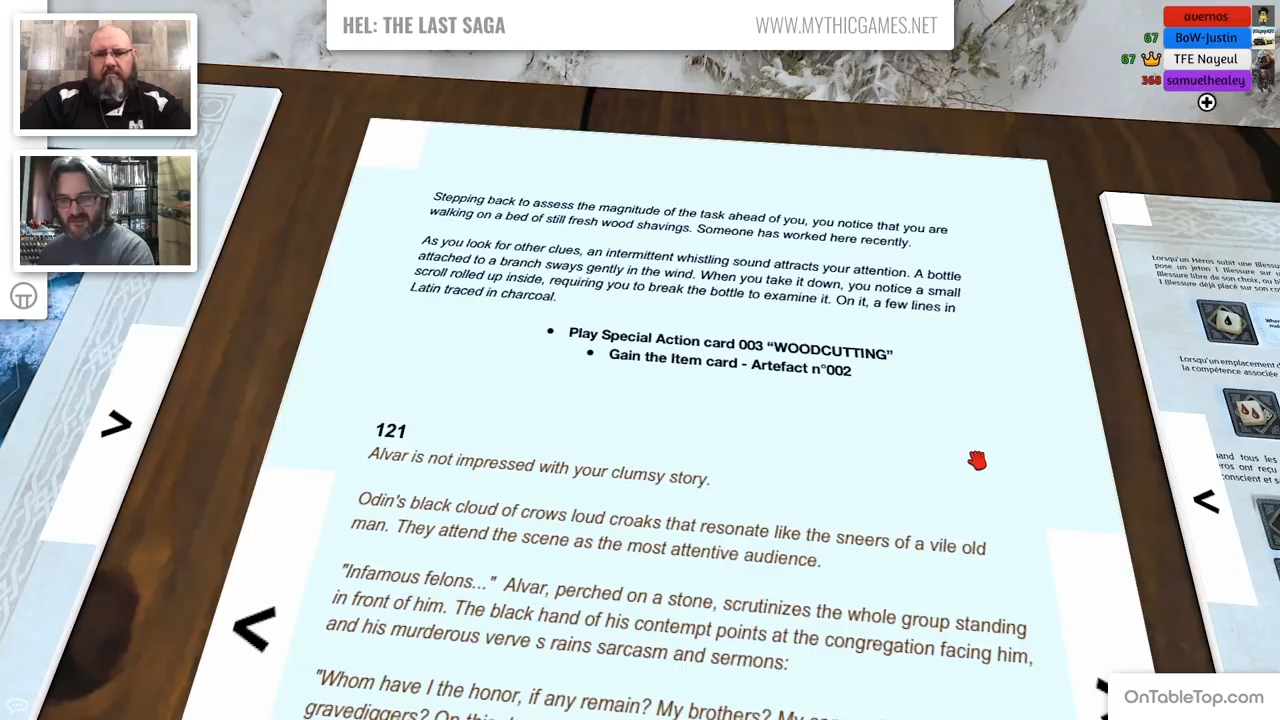 HEL: THE LAST SAGA
WWW.MYTHICGAMES.NET
avernos
67 BoW-Justin
67 TFE Nayeul
368 samuelhealey
Stepping back to assess the magnitude of the task ahead of you, you notice that you are
walking on a bed of still fresh wood shavings. Someone has worked here recently.
As you look for other clues, an intermittent whistling sound attracts your attention. A bottle
attached to a branch sways gently in the wind. When you take it down, you notice a small
scroll rolled up inside, requiring you to break the bottle to examine it. On it, a few lines in
Latin traced in charcoal.
• Play Special Action card 003 “WOODCUTTING”
• Gain the Item card - Artefact n°002
121
Alvar is not impressed with your clumsy story.
Odin's black cloud of crows loud croaks that resonate like the sneers of a vile old
man. They attend the scene as the most attentive audience.
"Infamous felons..." Alvar, perched on a stone, scrutinizes the whole group standing
in front of him. The black hand of his contempt points at the congregation facing him,
and his murderous verve s rains sarcasm and sermons:
"Whom have I the honor, if any remain? My brothers? My
gravediggers? On this
Lorsqu'un Héros subit une Blessure
pose un jeton 1 Blessure sur
Blessure libre de son choix, ou
1 Blessure déjà placé sur son
Lorsqu'un emplacement
la compétence associée
tous les
ont reçu
>
<
<
OnTableTop.com